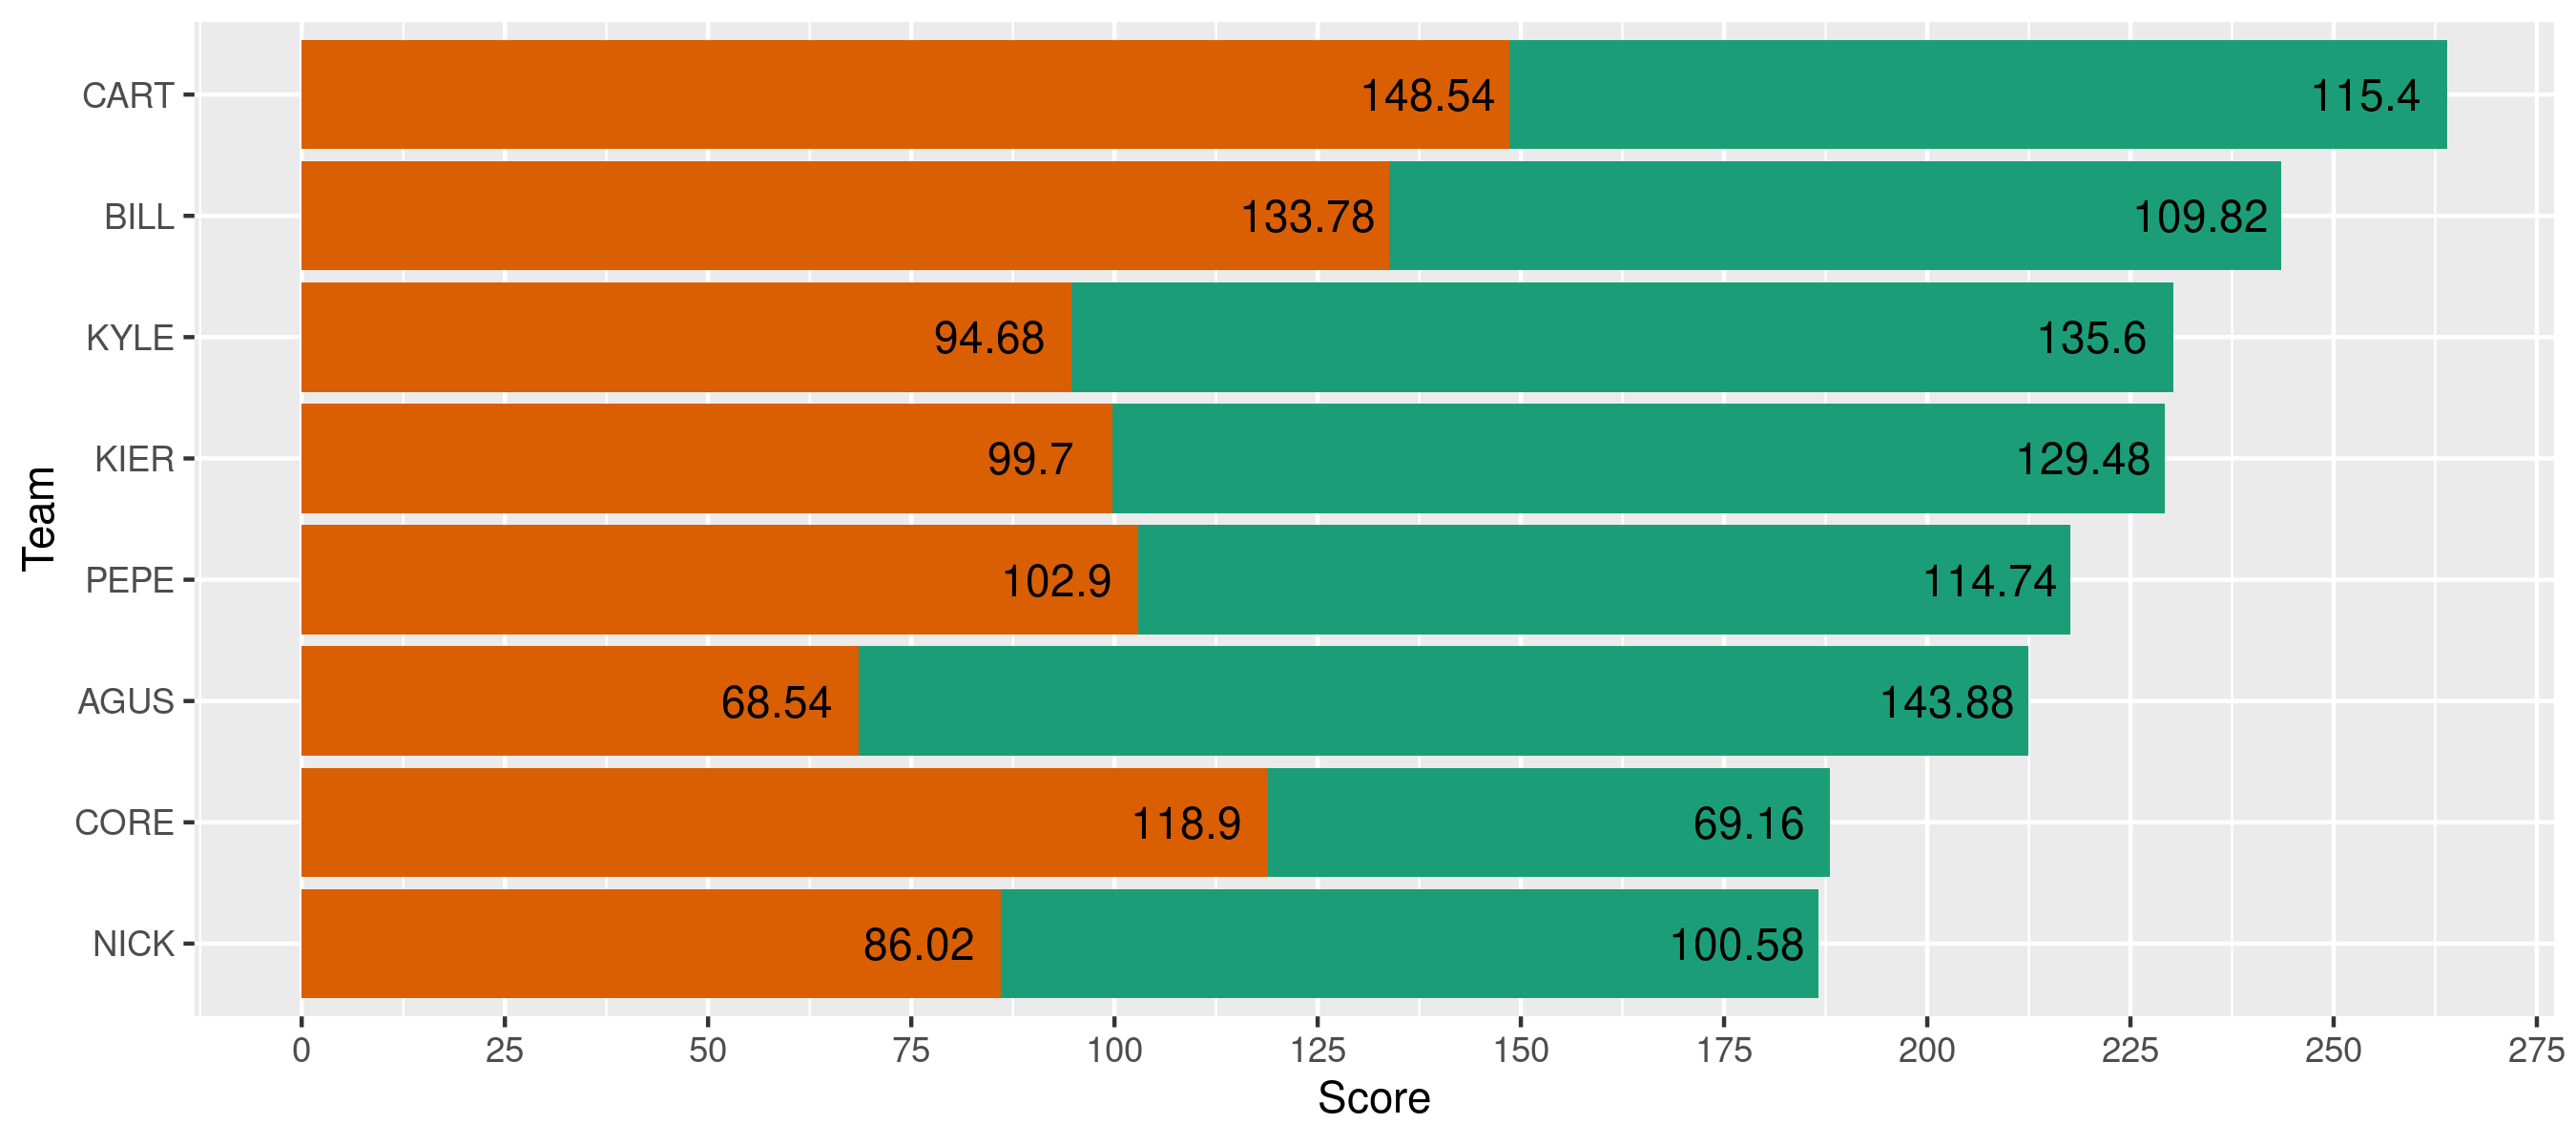 CART 148.54 115.4
BILL 133.78 109.82
KYLE 94.68 135.6
KIER 99.7 129.48
PEPE 102.9 114.74
AGUS 68.54 143.88
CORE 118.9 69.16
NICK 86.02 100.58
Team
0 25 50 75 100 125 150 175 200 225 250 275
Score